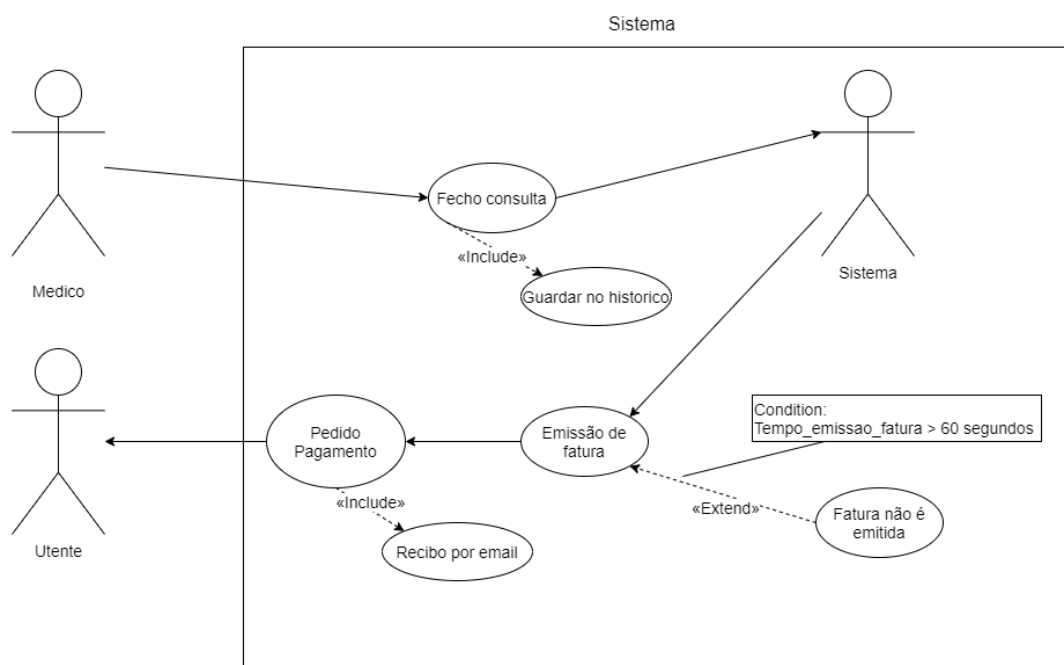 Sistema
Fecho consulta
«Include»
Guardar no historico
Medico
Sistema
Condition:
Tempo_emissao_fatura > 60 segundos
Pedido
Pagamento
Emissão de
fatura
«Include»
«Extend»
Fatura não é
emitida
Recibo por email
Utente